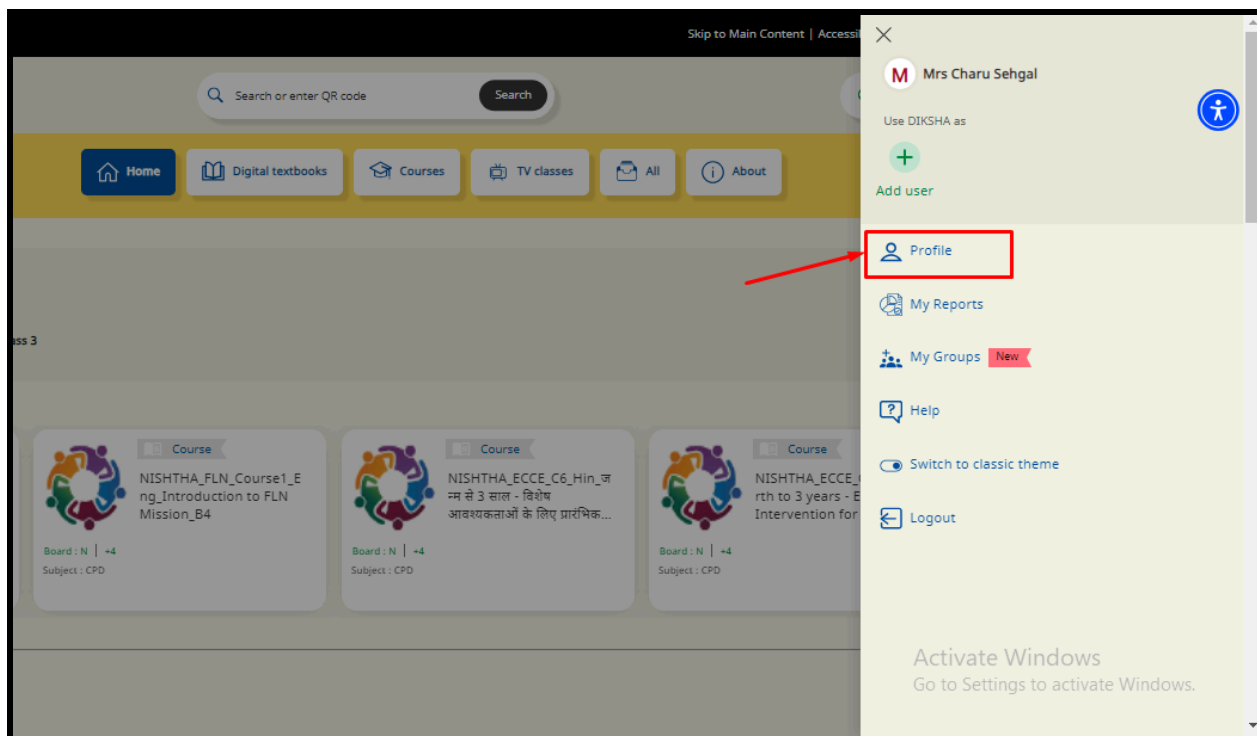 Skip to Main Content | Accessi
Search or enter QR code
Search
Home
Digital textbooks
Courses
TV classes
All
About
ass 3
Course
NISHTHA_FLN_Course1_E
ng_Introduction to FLN
Mission_B4
Board : N | +4
Subject : CPD
Course
NISHTHA_ECCE_C6_Hin_ज
न्म से 3 साल - विशेष
आवश्यकताओं के लिए प्रारंभिक...
Board : N | +4
Subject : CPD
Course
NISHTHA_ECCE_
rth to 3 years - E
Intervention for
Board : N | +4
Subject : CPD
M
Mrs Charu Sehgal
Use DIKSHA as
+
Add user
Profile
My Reports
My Groups New
Help
Switch to classic theme
Logout
Activate Windows
Go to Settings to activate Windows.